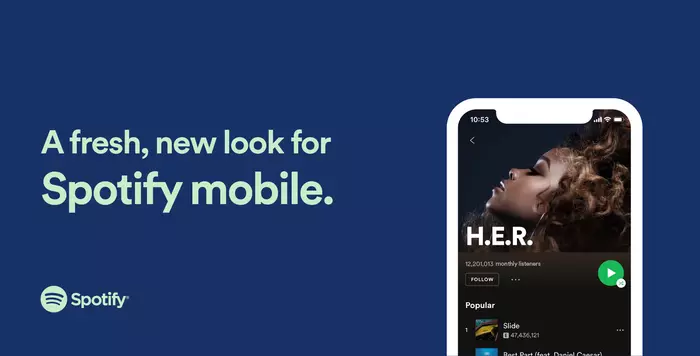 A fresh, new look for
Spotify mobile.
Spotify®
10:53
H.E.R.
12,201,013 monthly listeners
FOLLOW
Popular
1
Slide
E 47,436,121
Best Part (feat. Daniel Caesar)